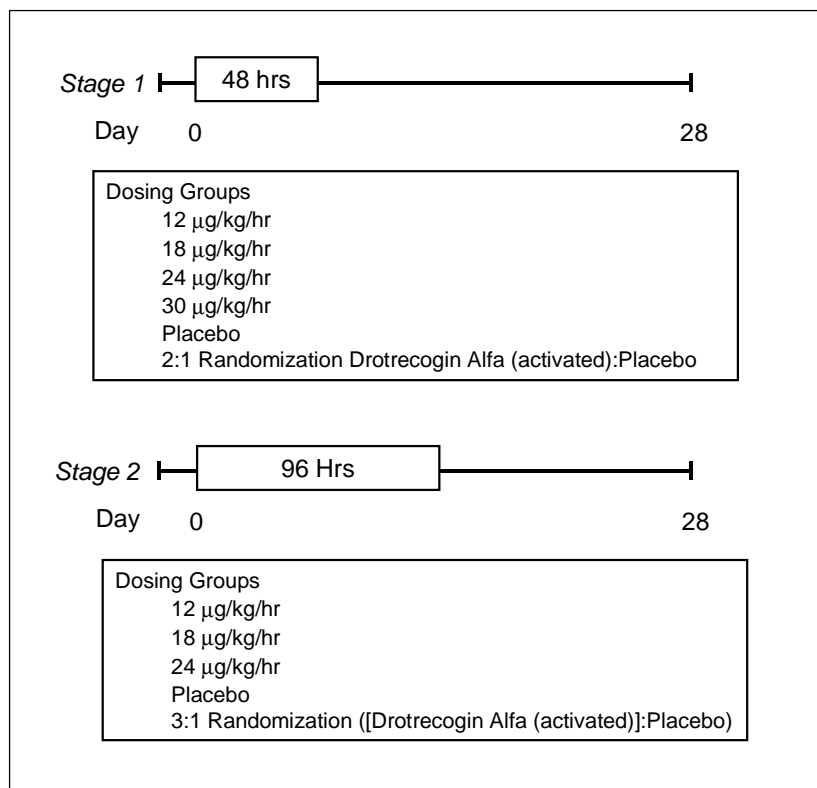 Stage 1
48 hrs
Day 0 28
Dosing Groups
12 μg/kg/hr
18 μg/kg/hr
24 μg/kg/hr
30 μg/kg/hr
Placebo
2:1 Randomization Drotrecogin Alfa (activated):Placebo
Stage 2
96 Hrs
Day 0 28
Dosing Groups
12 μg/kg/hr
18 μg/kg/hr
24 μg/kg/hr
Placebo
3:1 Randomization ([Drotrecogin Alfa (activated)]:Placebo)